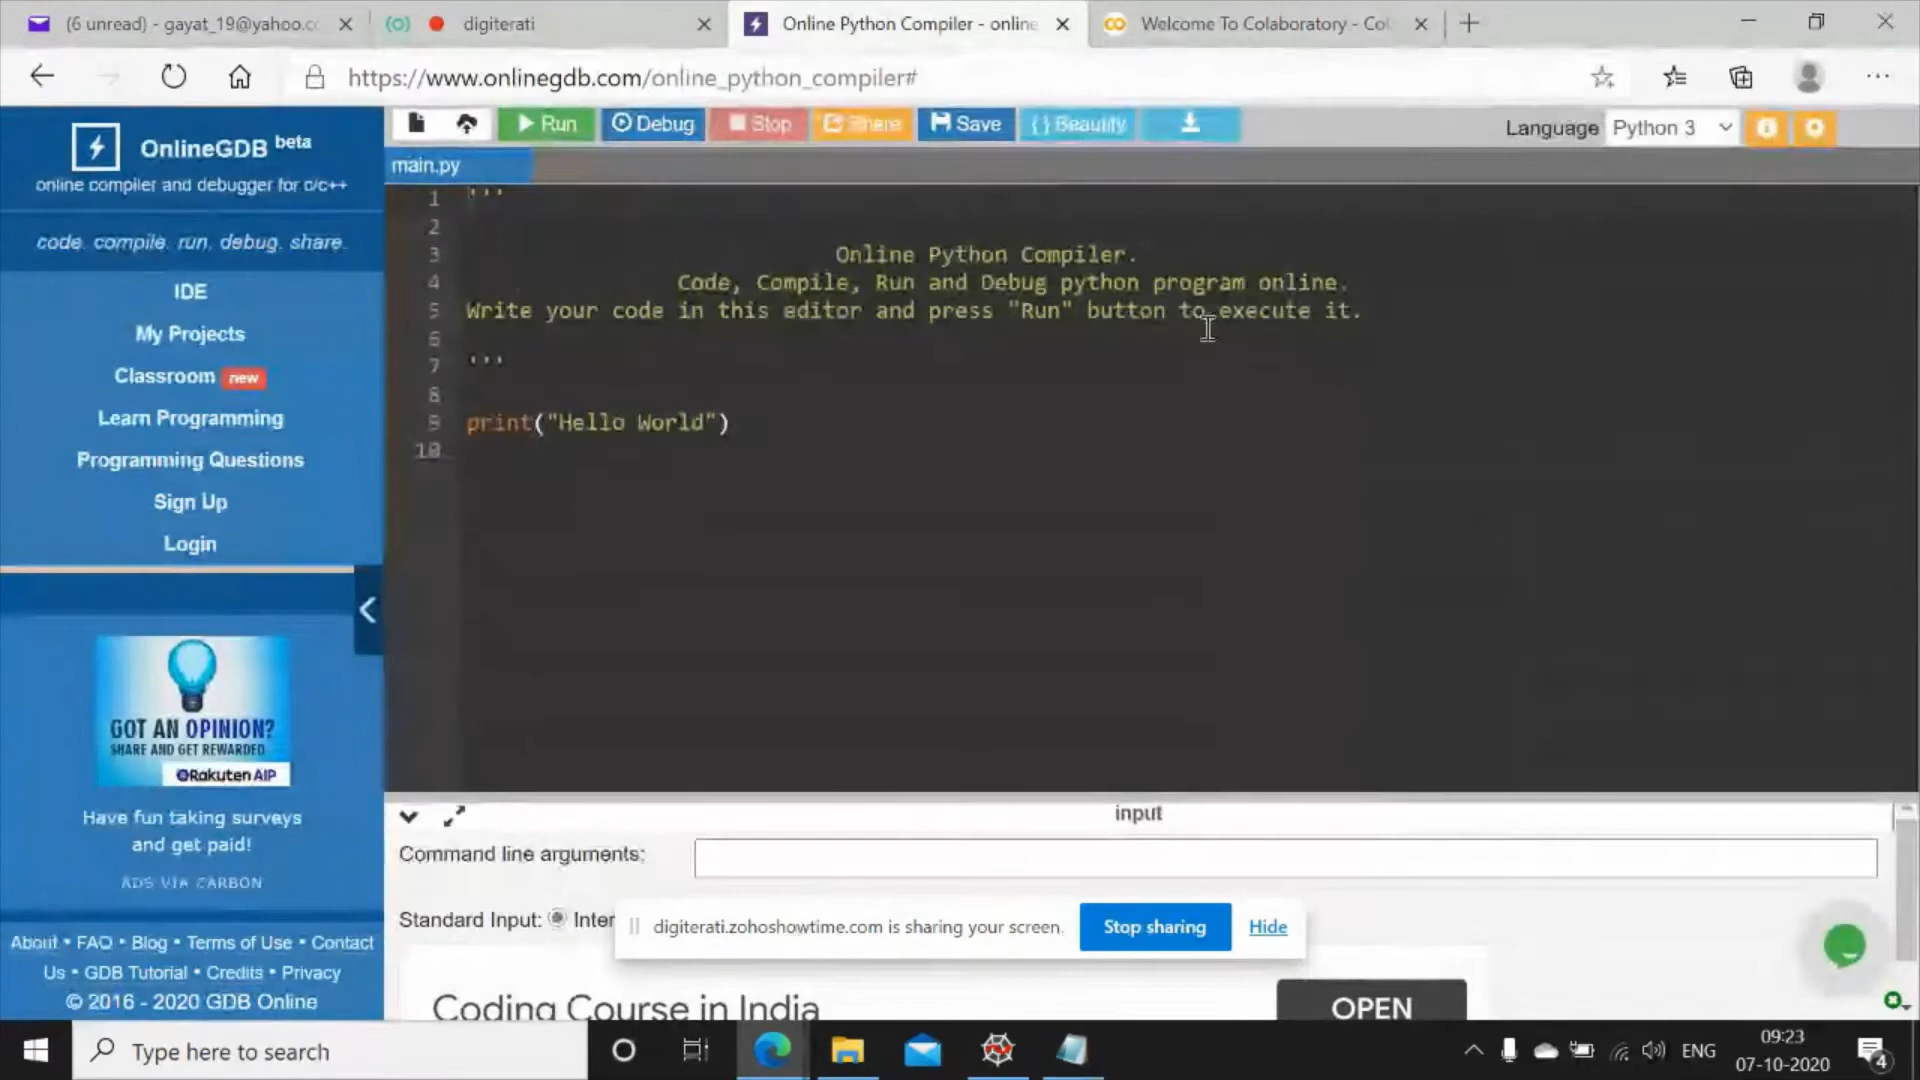 (6 unread) - gayat_19@yahoo.co
digiterati
Online Python Compiler - online
Welcome To Colaboratory - Col
https://www.onlinegdb.com/online_python_compiler#
OnlineGDB beta
online compiler and debugger for c/c++
code. compile. run. debug. share.
IDE
My Projects
Classroom new
Learn Programming
Programming Questions
Sign Up
Login
GOT AN OPINION?
SHARE AND GET REWARDED
Rakuten AIP
Have fun taking surveys
and get paid!
ADS VIA CARBON
About • FAQ • Blog • Terms of Use • Contact
Us • GDB Tutorial • Credits • Privacy
© 2016 - 2020 GDB Online
Run Debug Stop Share Save {} Beautify
Language Python 3
main.py
1 '''
2
3 Online Python Compiler.
4 Code, Compile, Run and Debug python program online.
5 Write your code in this editor and press "Run" button to execute it.
6
7 '''
8
9 print("Hello World")
10
input
Command line arguments:
Standard Input: Inter
digiterati.zohoshowtime.com is sharing your screen. Stop sharing Hide
Coding Course in India
OPEN
Type here to search
ENG
09:23
07-10-2020
4